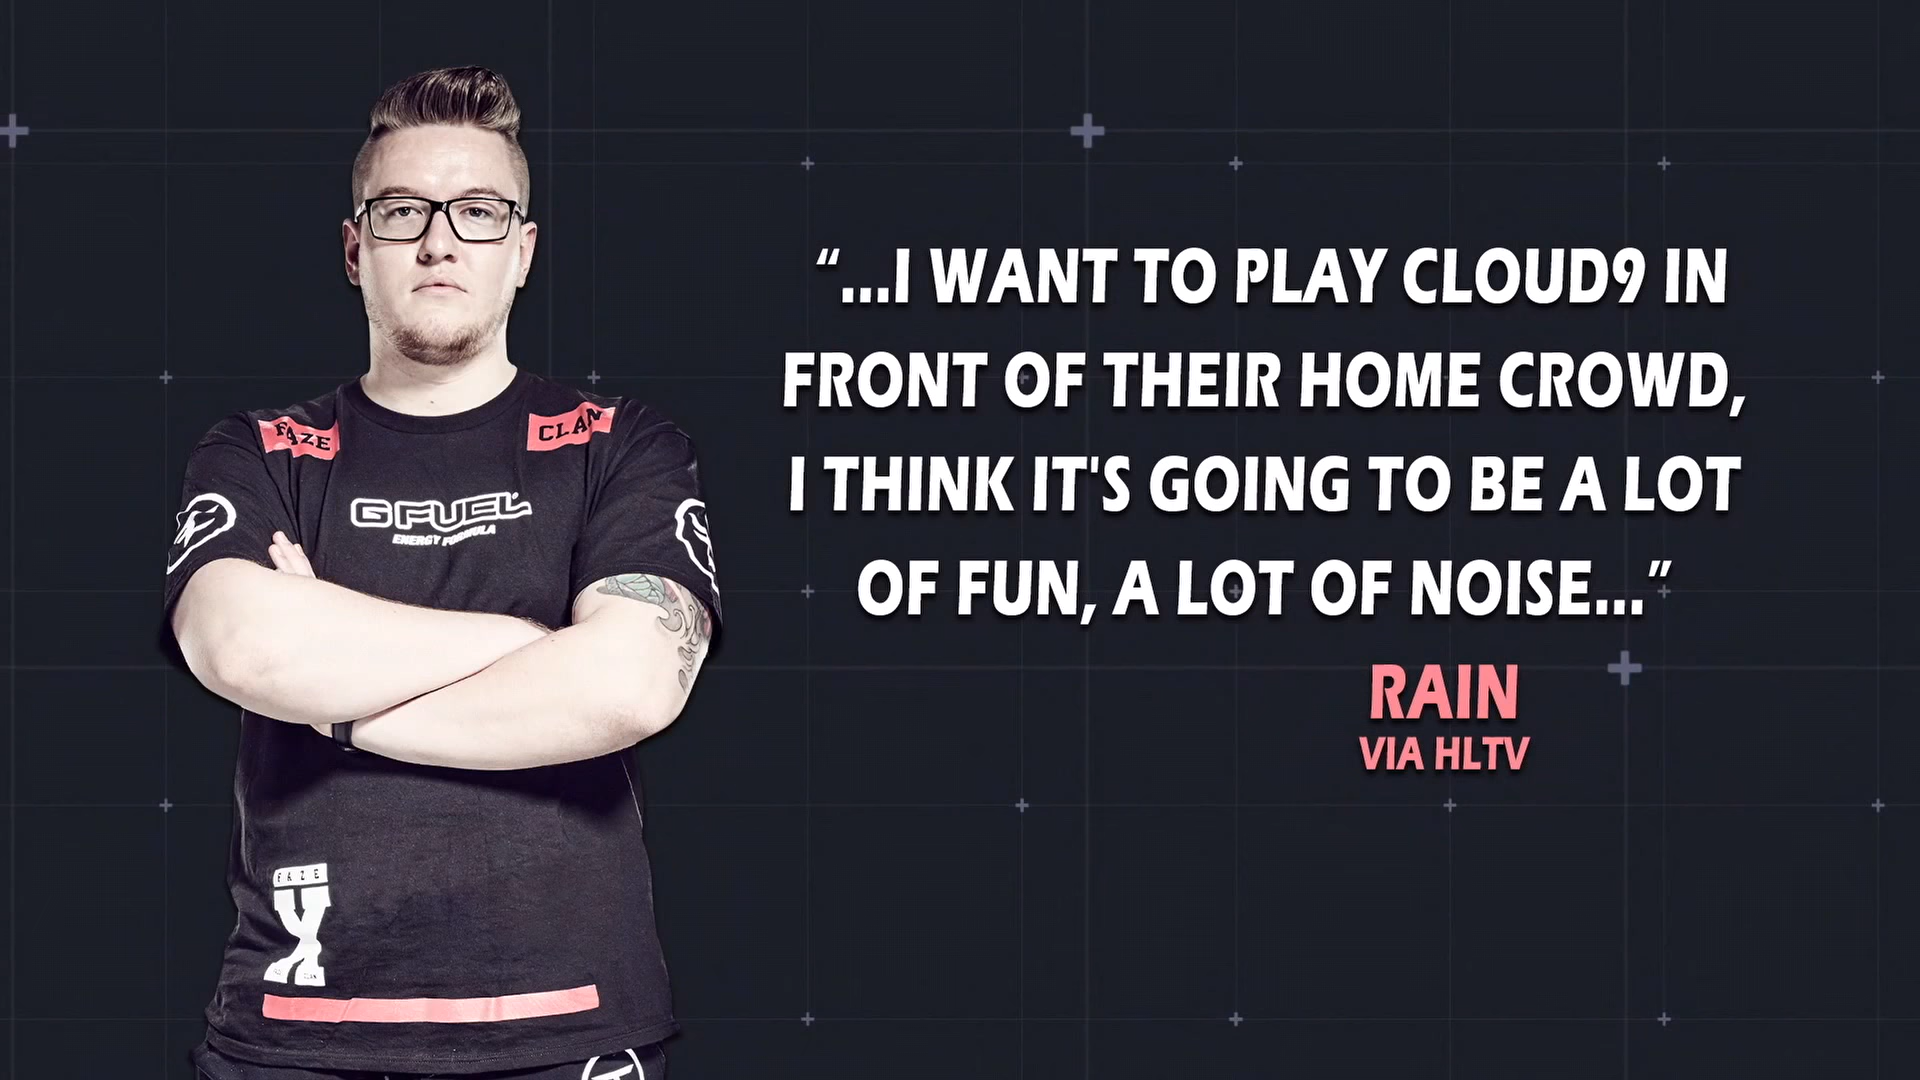 “...I WANT TO PLAY CLOUD9 IN
FRONT OF THEIR HOME CROWD,
I THINK IT'S GOING TO BE A LOT
OF FUN, A LOT OF NOISE...”
RAIN
VIA HLTV
FAZE
CLAN
G FUEL
ENERGY FORMULA
FAZE